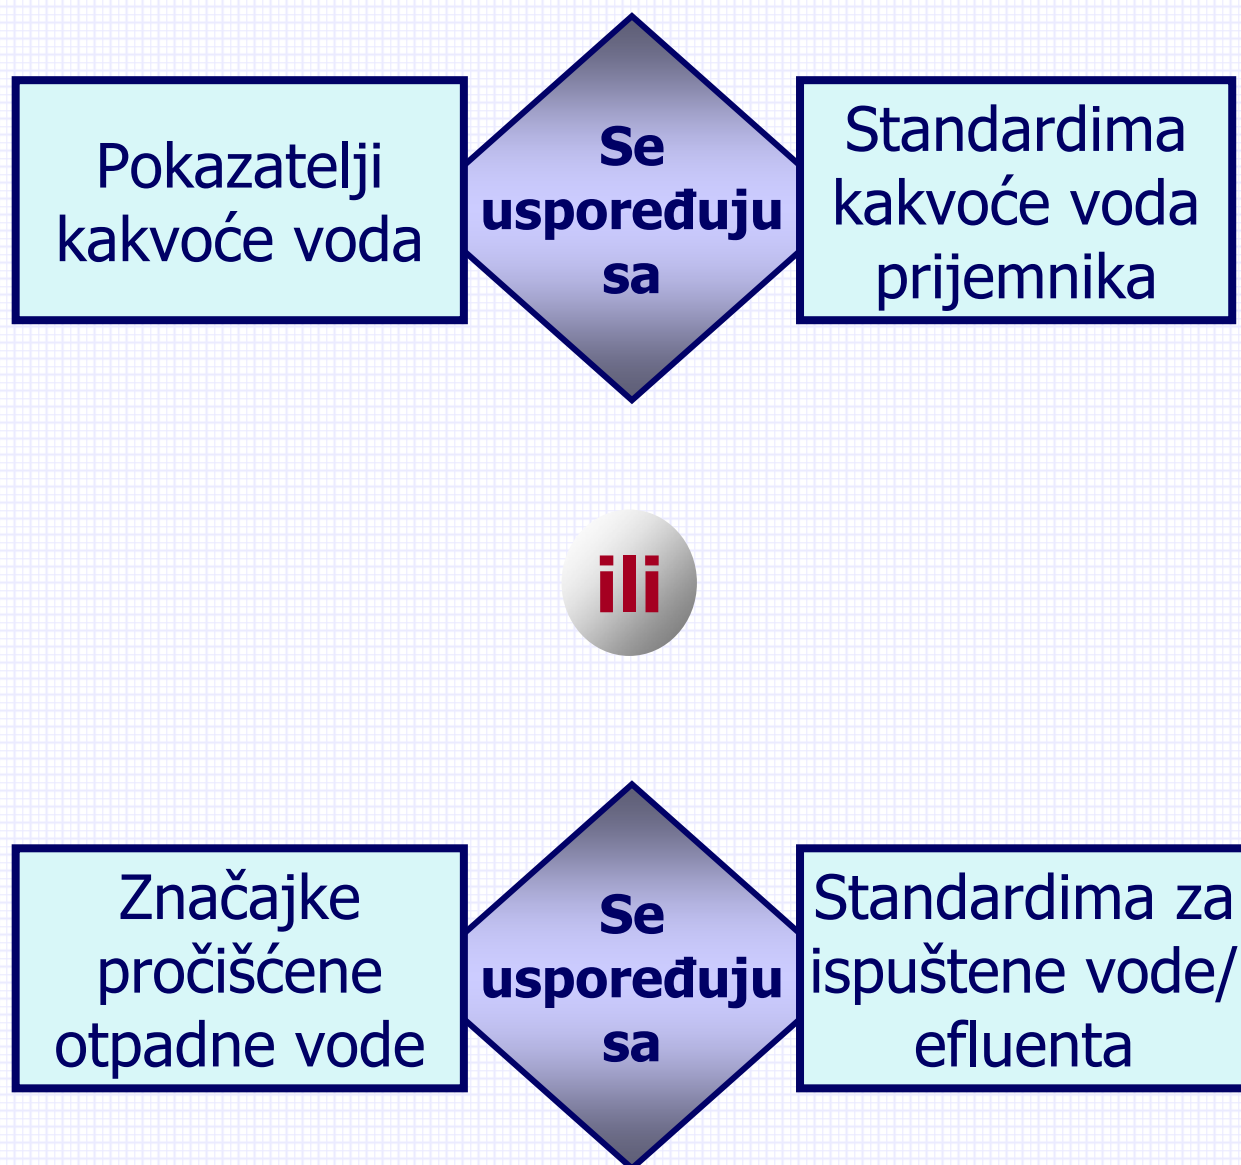 Pokazatelji
kakvoće voda
Se
uspoređuju
sa
Standardima
kakvoće voda
prijemnika
ili
Značajke
pročišćene
otpadne vode
Se
uspoređuju
sa
Standardima za
ispuštene vode/
efluenta